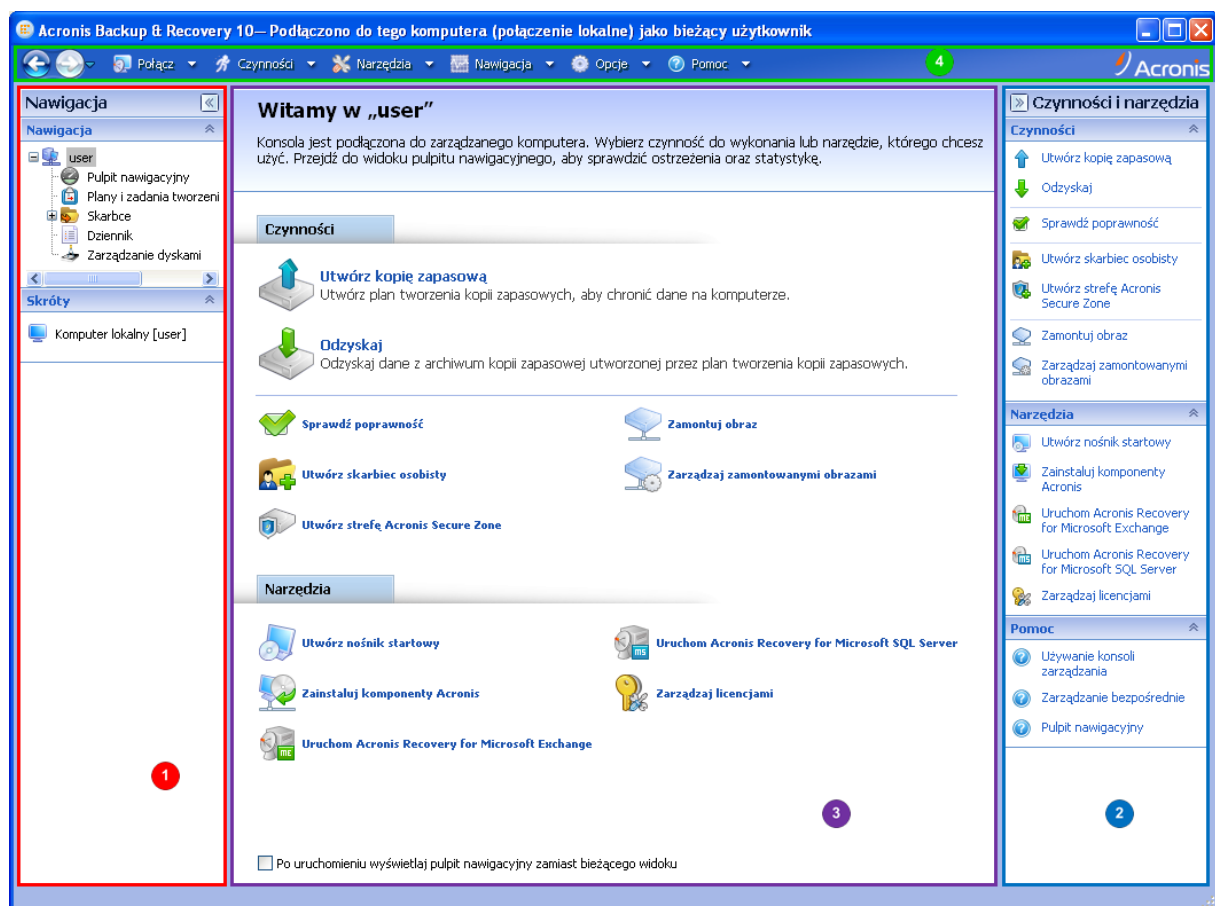 Acronis Backup & Recovery 10— Podłączono do tego komputera (połączenie lokalne) jako bieżący użytkownik
Połącz Czynności Narzędzia Nawigacja Opcje Pomoc 4 Acronis
Nawigacja
Nawigacja
user
Pulpit nawigacyjny
Plany i zadania tworzeni
Skarbce
Dziennik
Zarządzanie dyskami
Skróty
Komputer lokalny [user]
1
Witamy w „user”
Konsola jest podłączona do zarządzanego komputera. Wybierz czynność do wykonania lub narzędzie, którego chcesz
użyć. Przejdź do widoku pulpitu nawigacyjnego, aby sprawdzić ostrzeżenia oraz statystykę.
Czynności
Utwórz kopię zapasową
Utwórz plan tworzenia kopii zapasowych, aby chronić dane na komputerze.
Odzyskaj
Odzyskaj dane z archiwum kopii zapasowej utworzonej przez plan tworzenia kopii zapasowych.
Sprawdź poprawność
Zamontuj obraz
Utwórz skarbiec osobisty
Zarządzaj zamontowanymi obrazami
Utwórz strefę Acronis Secure Zone
Narzędzia
Utwórz nośnik startowy
Uruchom Acronis Recovery for Microsoft SQL Server
Zainstaluj komponenty Acronis
Zarządzaj licencjami
Uruchom Acronis Recovery for Microsoft Exchange
3
Po uruchomieniu wyświetlaj pulpit nawigacyjny zamiast bieżącego widoku
Czynności i narzędzia
Czynności
Utwórz kopię zapasową
Odzyskaj
Sprawdź poprawność
Utwórz skarbiec osobisty
Utwórz strefę Acronis
Secure Zone
Zamontuj obraz
Zarządzaj zamontowanymi
obrazami
Narzędzia
Utwórz nośnik startowy
Zainstaluj komponenty
Acronis
Uruchom Acronis Recovery
for Microsoft Exchange
Uruchom Acronis Recovery
for Microsoft SQL Server
Zarządzaj licencjami
Pomoc
Używanie konsoli
zarządzania
Zarządzanie bezpośrednie
Pulpit nawigacyjny
2